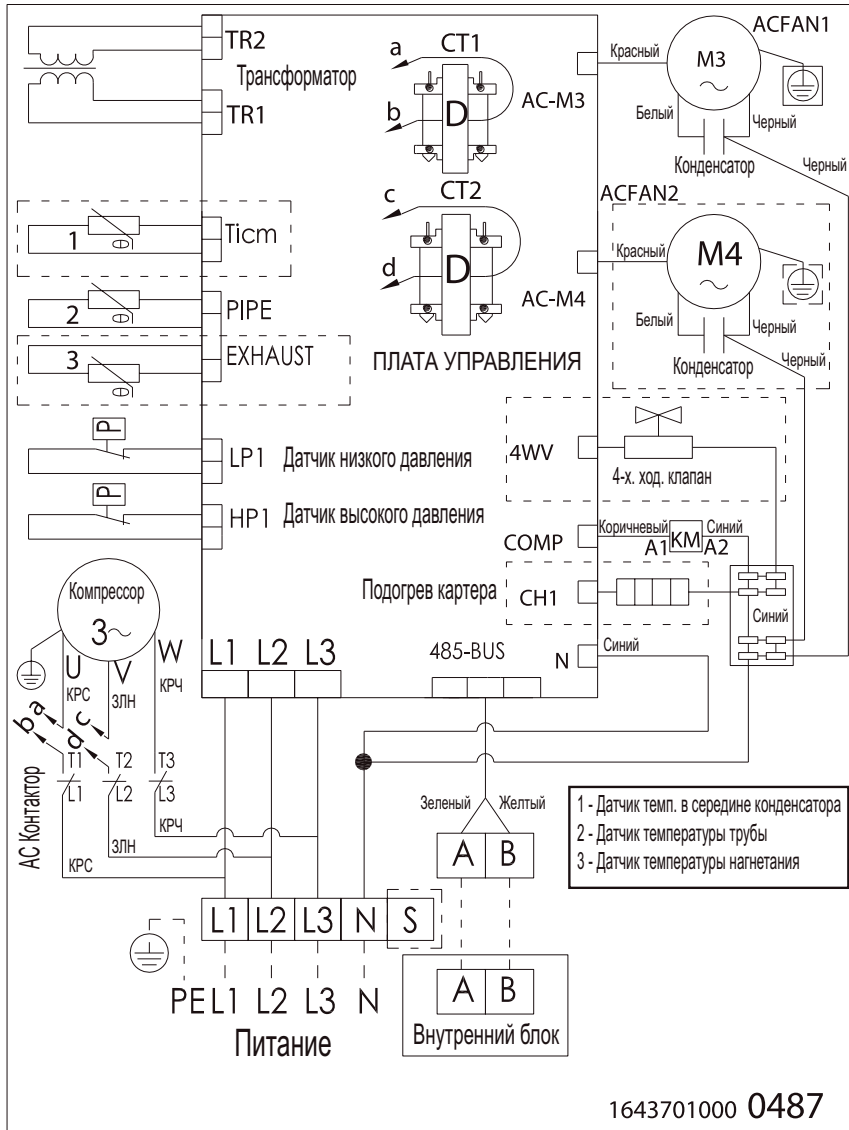 TR2
Трансформатор
TR1
a
CT1
b
D
AC-M3
Красный
ACFAN1
M3
Белый
Черный
Конденсатор
Черный
c
CT2
d
D
AC-M4
ACFAN2
Красный
M4
Белый
Черный
Конденсатор
Черный
1
Ticm
2
PIPE
3
EXHAUST
ПЛАТА УПРАВЛЕНИЯ
P
LP1 Датчик низкого давления
P
HP1 Датчик высокого давления
4WV
4-х. ход. клапан
COMP
Коричневый
A1
KM
Синий
A2
Подогрев картера
CH1
Синий
N
Синий
Компрессор
3~
U
V
W
КРС
ЗЛН
КРЧ
L1 L2 L3
485-BUS
b
a
d
c
T1
T2
T3
L1
L2
L3
АС Контактор
КРЧ
ЗЛН
КРС
Зеленый
Желтый
A B
1 - Датчик темп. в середине конденсатора
2 - Датчик температуры трубы
3 - Датчик температуры нагнетания
L1 L2 L3 N S
PE L1 L2 L3 N
Питание
A B
Внутренний блок
1643701000 0487